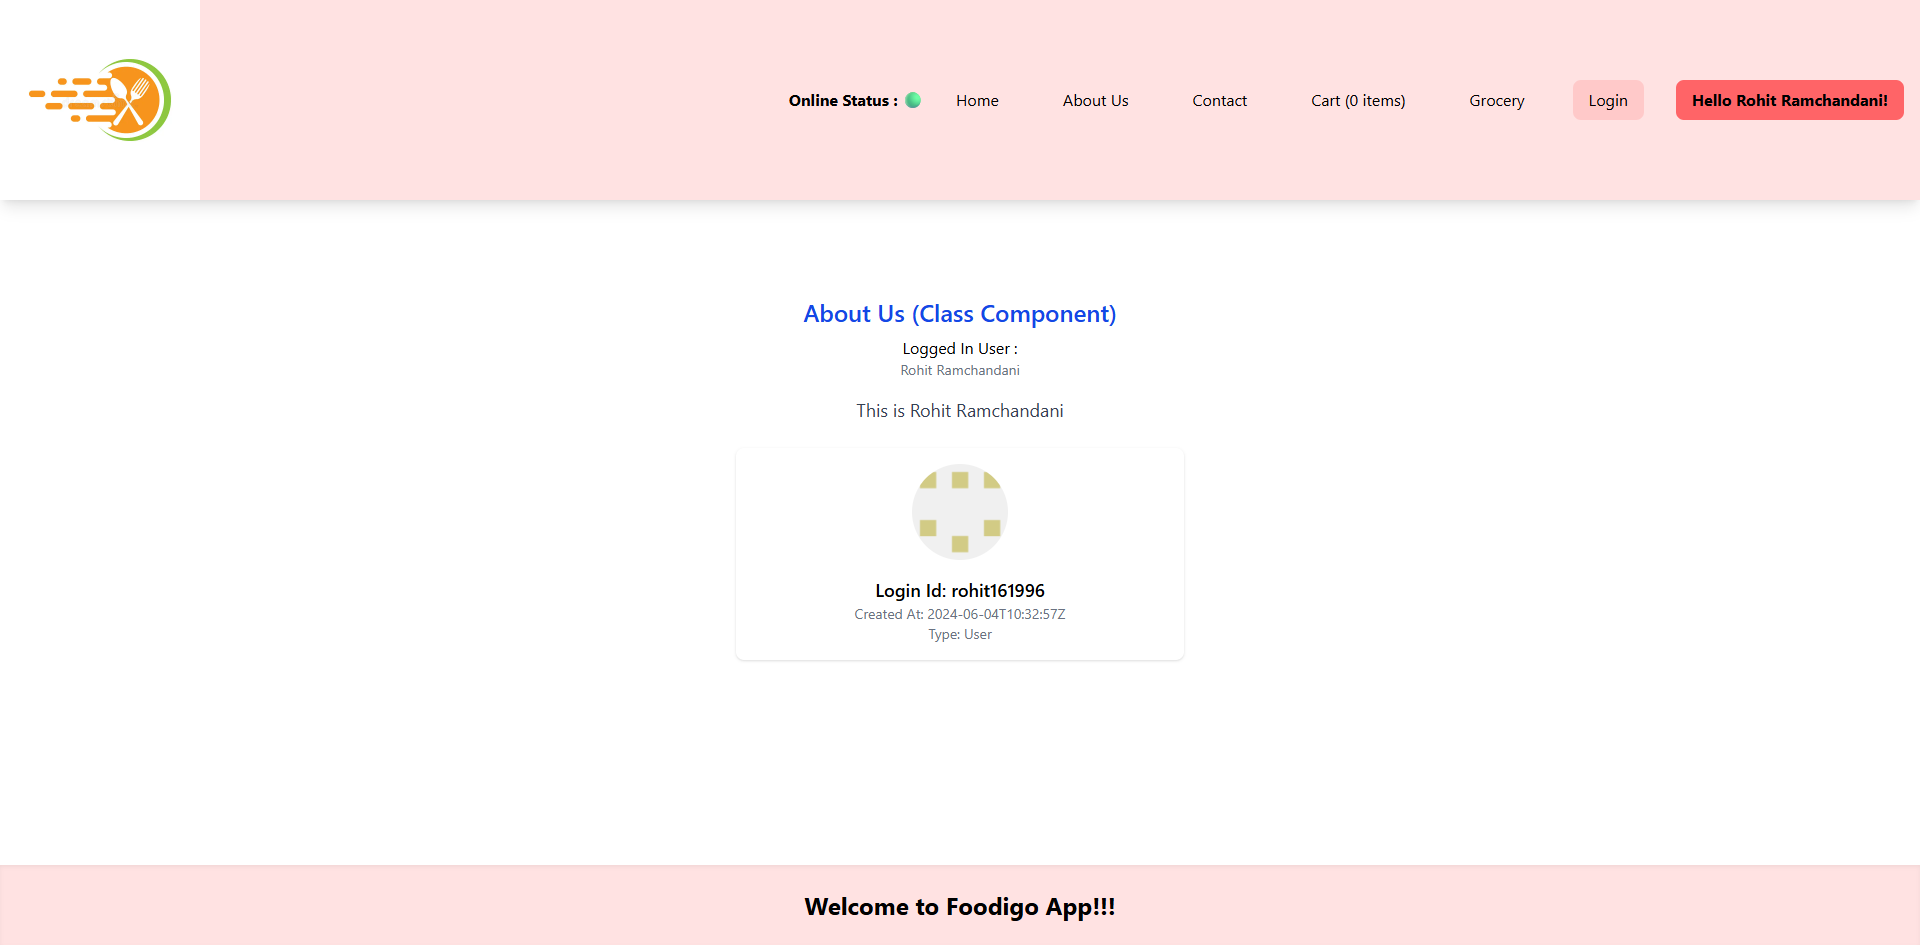 Online Status : Home About Us Contact Cart (0 items) Grocery Login Hello Rohit Ramchandani!
About Us (Class Component)
Logged In User :
Rohit Ramchandani
This is Rohit Ramchandani
Login Id: rohit161996
Created At: 2024-06-04T10:32:57Z
Type: User
Welcome to Foodigo App!!!